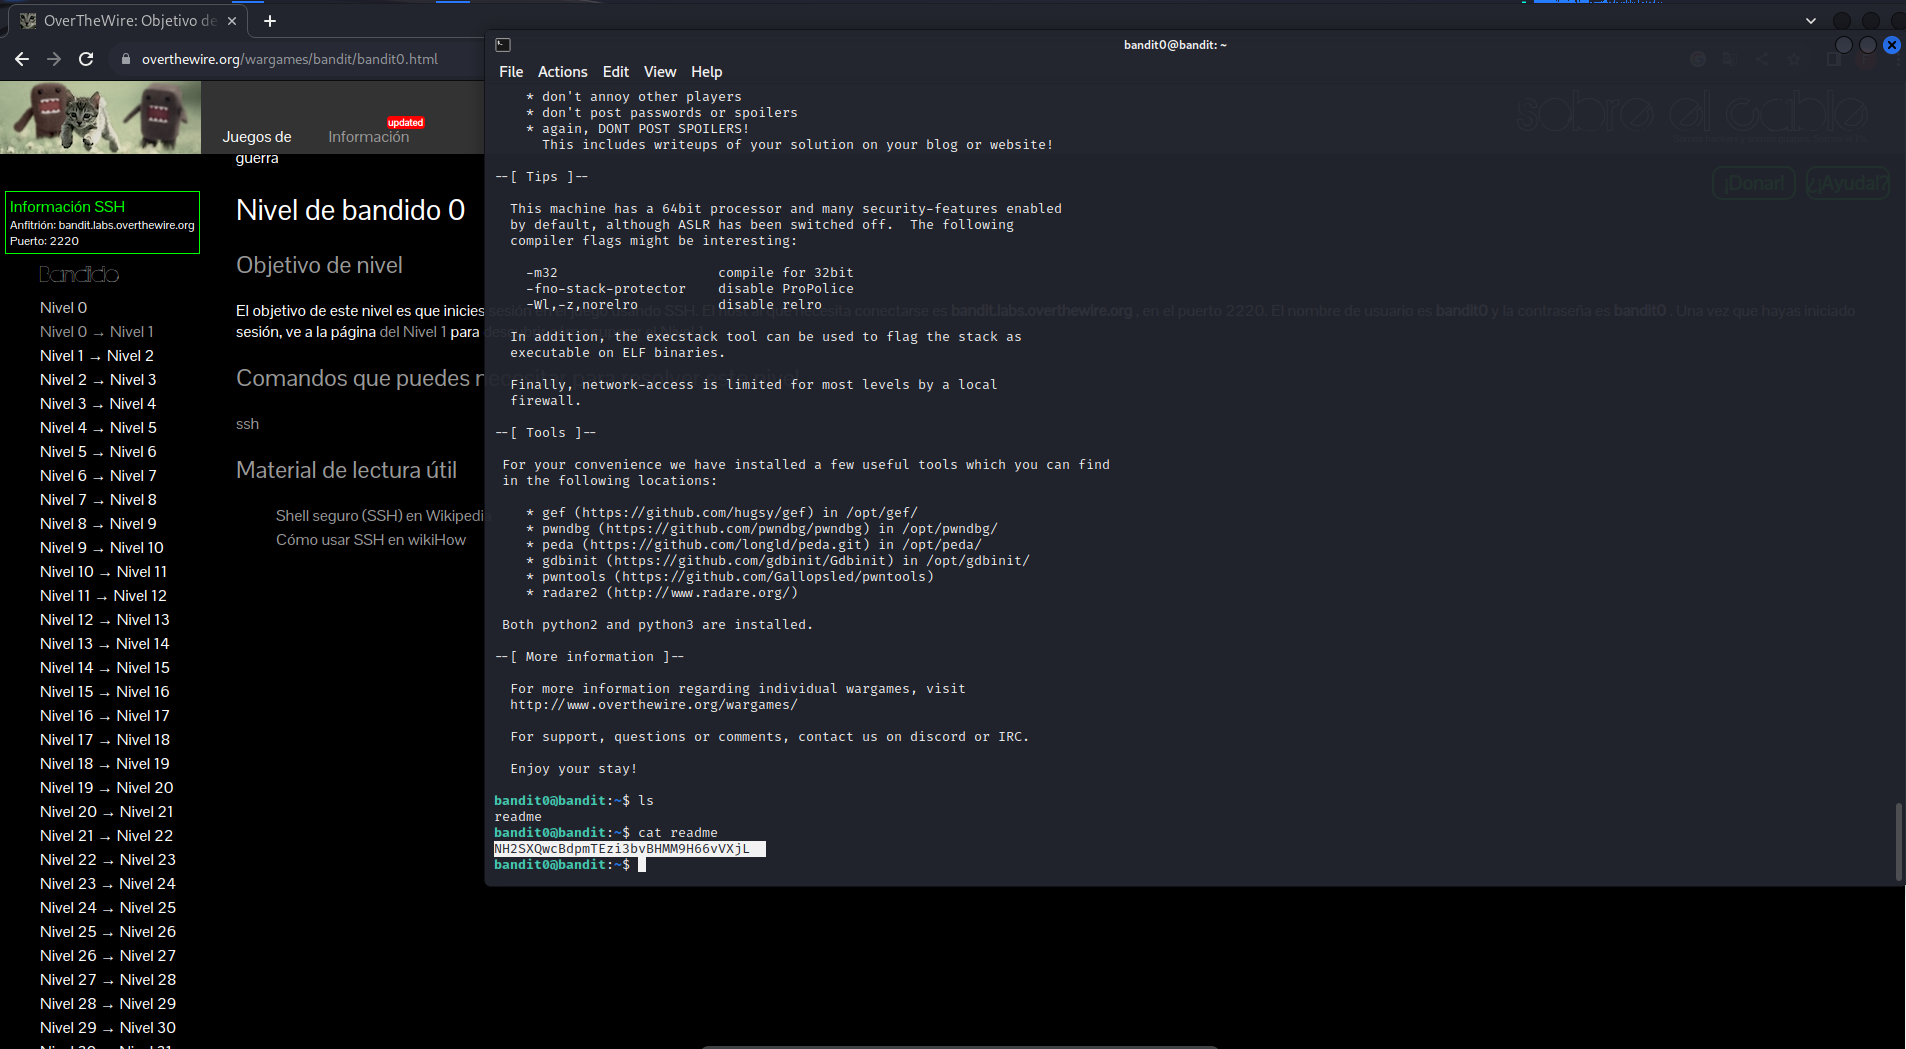 OverTheWire: Objetivo de
overthewire.org/wargames/bandit/bandit0.html
Juegos de
guerra
Información
updated
Información SSH
Anfitrión: bandit.labs.overthewire.org
Puerto: 2220
Bandido
Nivel 0
Nivel 0 → Nivel 1
Nivel 1 → Nivel 2
Nivel 2 → Nivel 3
Nivel 3 → Nivel 4
Nivel 4 → Nivel 5
Nivel 5 → Nivel 6
Nivel 6 → Nivel 7
Nivel 7 → Nivel 8
Nivel 8 → Nivel 9
Nivel 9 → Nivel 10
Nivel 10 → Nivel 11
Nivel 11 → Nivel 12
Nivel 12 → Nivel 13
Nivel 13 → Nivel 14
Nivel 14 → Nivel 15
Nivel 15 → Nivel 16
Nivel 16 → Nivel 17
Nivel 17 → Nivel 18
Nivel 18 → Nivel 19
Nivel 19 → Nivel 20
Nivel 20 → Nivel 21
Nivel 21 → Nivel 22
Nivel 22 → Nivel 23
Nivel 23 → Nivel 24
Nivel 24 → Nivel 25
Nivel 25 → Nivel 26
Nivel 26 → Nivel 27
Nivel 27 → Nivel 28
Nivel 28 → Nivel 29
Nivel 29 → Nivel 30
Nivel de bandido 0
Objetivo de nivel
El objetivo de este nivel es que inicies sesión en el juego usando SSH. El host al que necesita conectarse es bandit.labs.overthewire.org , en el puerto 2220. El nombre de usuario es bandit0 y la contraseña es bandit0 . Una vez que hayas iniciado
sesión, ve a la página del Nivel 1 para
Comandos que puedes necesitar para resolver este nivel
ssh
Material de lectura útil
Shell seguro (SSH) en Wikipedia
Cómo usar SSH en wikiHow
sobre el cable
¡Donar!
¿¡Ayuda!?
bandit0@bandit: ~
File Actions Edit View Help
* don't annoy other players
* don't post passwords or spoilers
* again, DONT POST SPOILERS!
This includes writeups of your solution on your blog or website!
--[ Tips ]--
This machine has a 64bit processor and many security-features enabled
by default, although ASLR has been switched off.  The following
compiler flags might be interesting:
-m32                    compile for 32bit
-fno-stack-protector    disable ProPolice
-Wl,-z,norelro          disable relro
In addition, the execstack tool can be used to flag the stack as
executable on ELF binaries.
Finally, network-access is limited for most levels by a local
firewall.
--[ Tools ]--
For your convenience we have installed a few useful tools which you can find
in the following locations:
* gef (https://github.com/hugsy/gef) in /opt/gef/
* pwndbg (https://github.com/pwndbg/pwndbg) in /opt/pwndbg/
* peda (https://github.com/longld/peda.git) in /opt/peda/
* gdbinit (https://github.com/gdbinit/Gdbinit) in /opt/gdbinit/
* pwntools (https://github.com/Gallopsled/pwntools)
* radare2 (http://www.radare.org/)
Both python2 and python3 are installed.
--[ More information ]--
For more information regarding individual wargames, visit
http://www.overthewire.org/wargames/
For support, questions or comments, contact us on discord or IRC.
Enjoy your stay!
bandit0@bandit:~$ ls
readme
bandit0@bandit:~$ cat readme
NH2SXQwcBdpmTEzi3bvBHMM9H66vVXjL
bandit0@bandit:~$